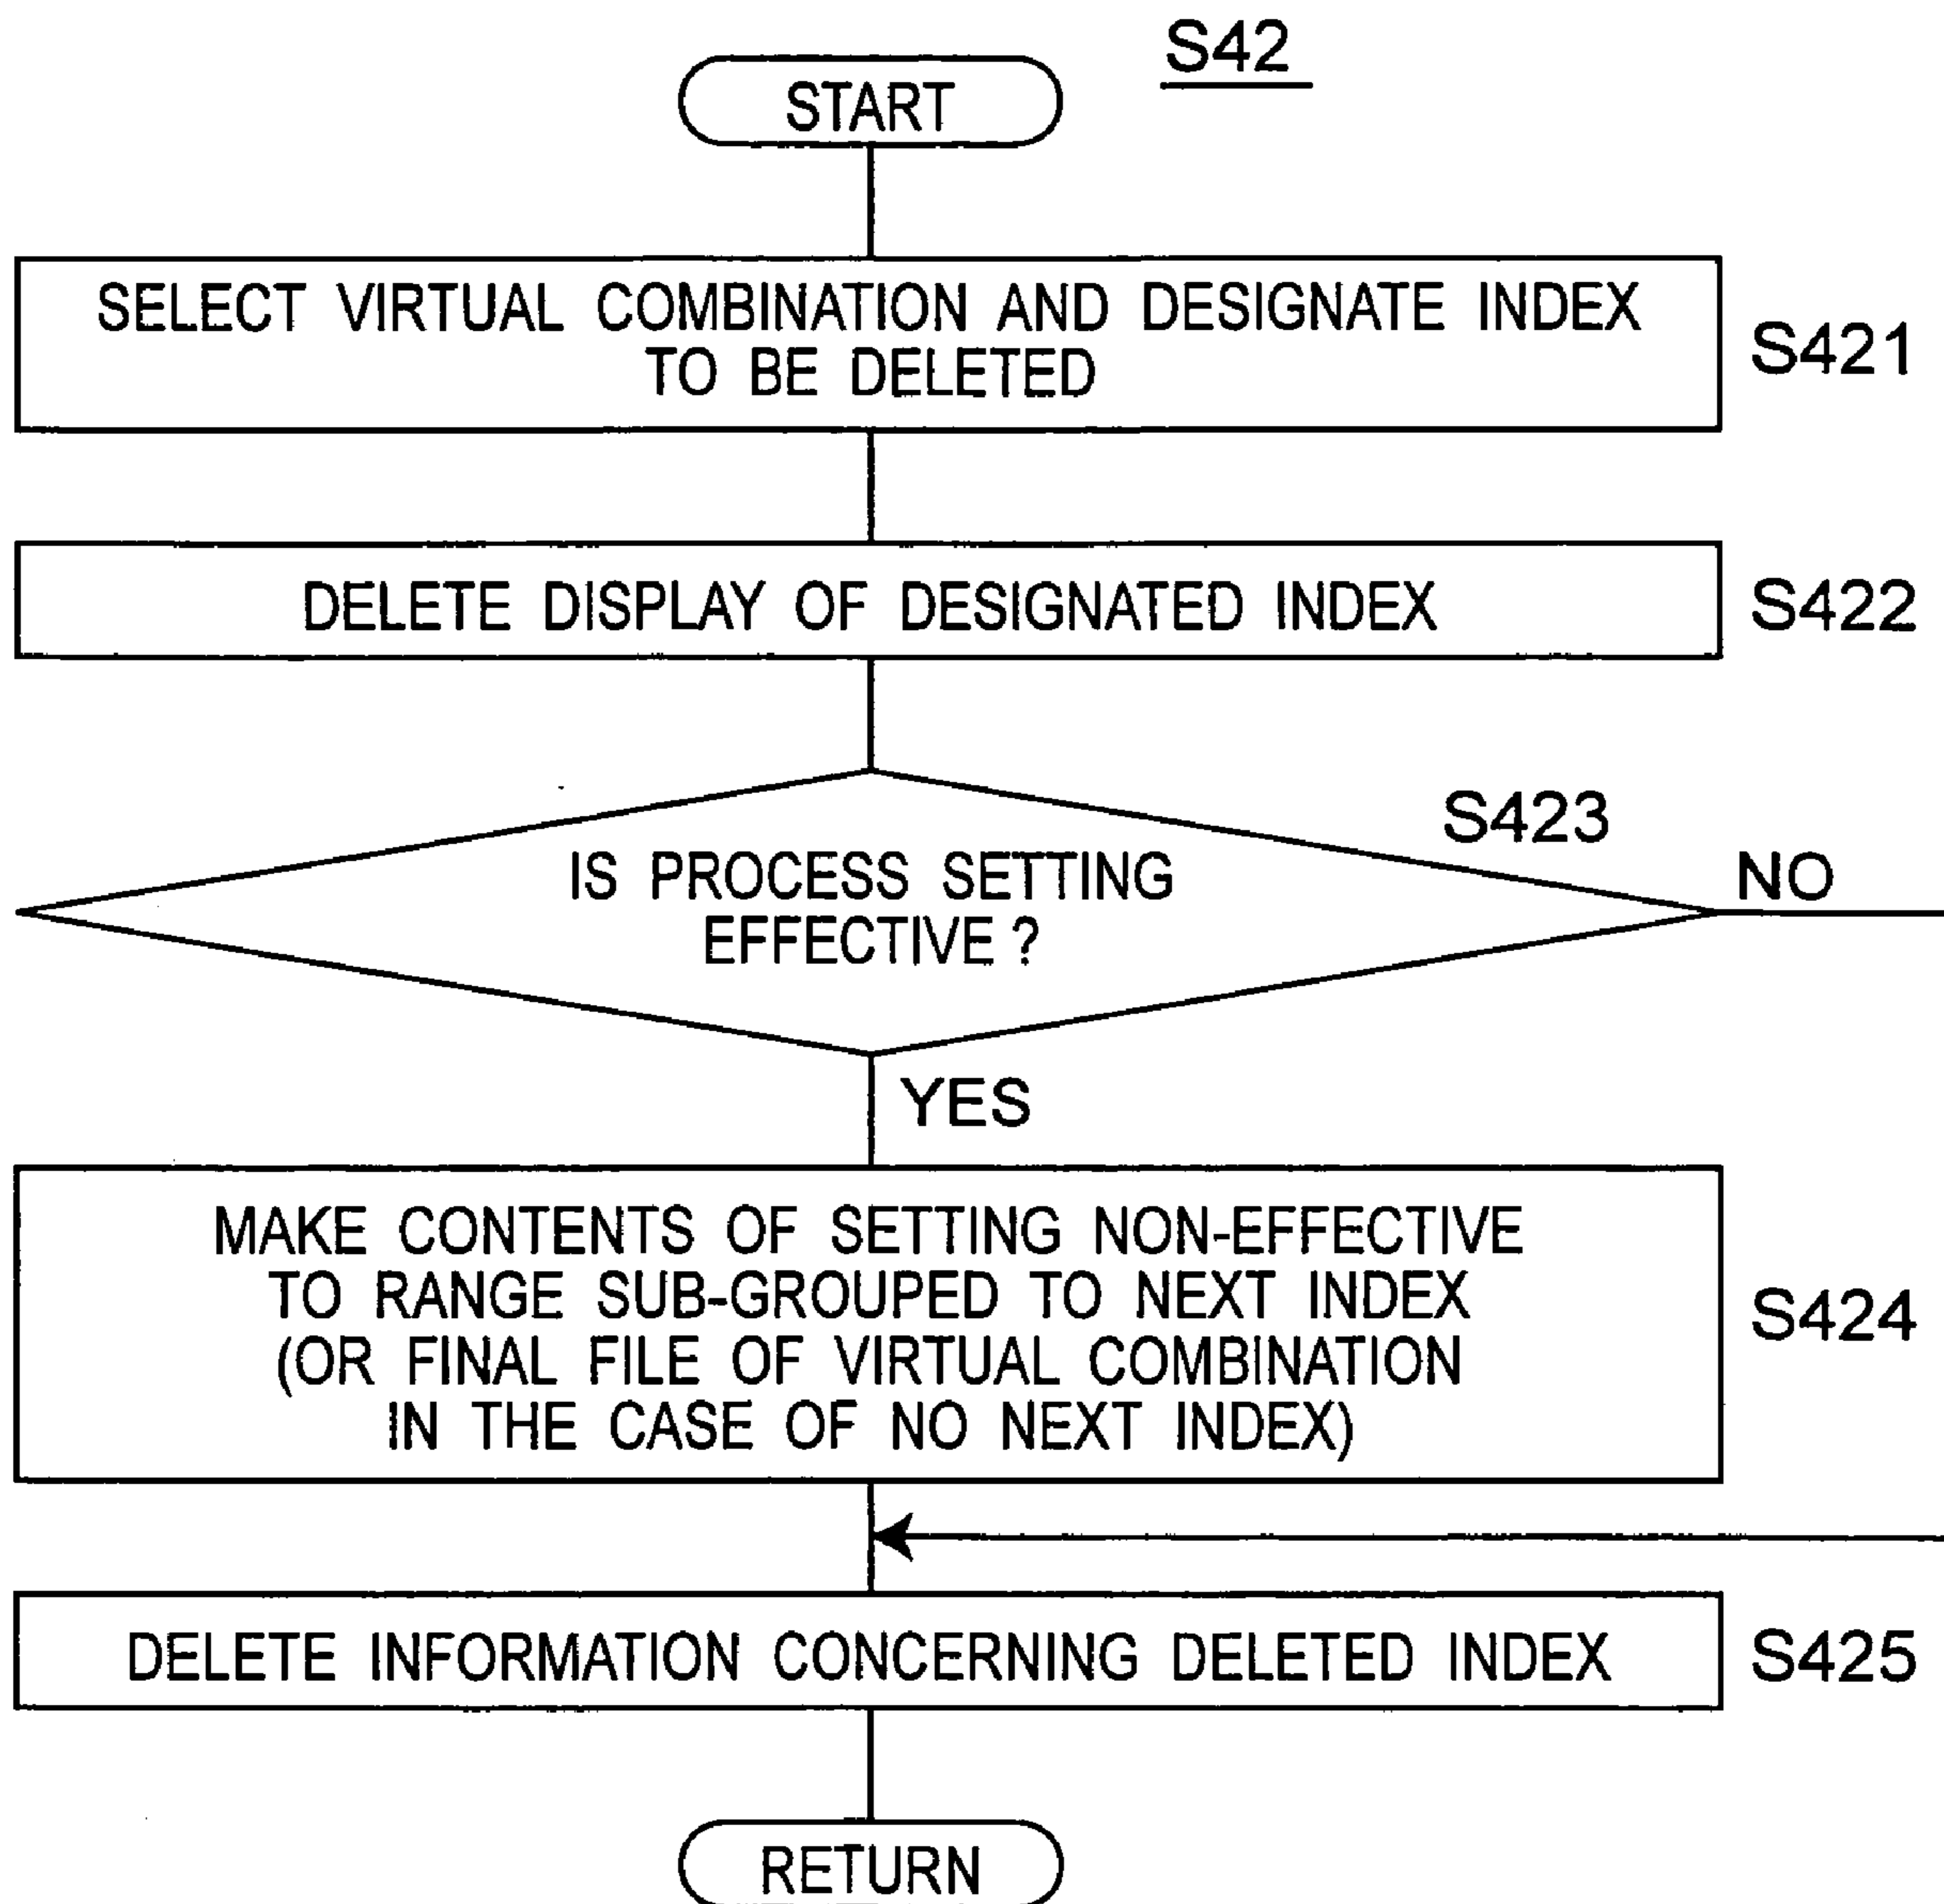 S42
START
SELECT VIRTUAL COMBINATION AND DESIGNATE INDEX
TO BE DELETED
S421
DELETE DISPLAY OF DESIGNATED INDEX
S422
S423
IS PROCESS SETTING
EFFECTIVE?
NO
YES
MAKE CONTENTS OF SETTING NON-EFFECTIVE
TO RANGE SUB-GROUPED TO NEXT INDEX
(OR FINAL FILE OF VIRTUAL COMBINATION
IN THE CASE OF NO NEXT INDEX)
S424
DELETE INFORMATION CONCERNING DELETED INDEX
S425
RETURN